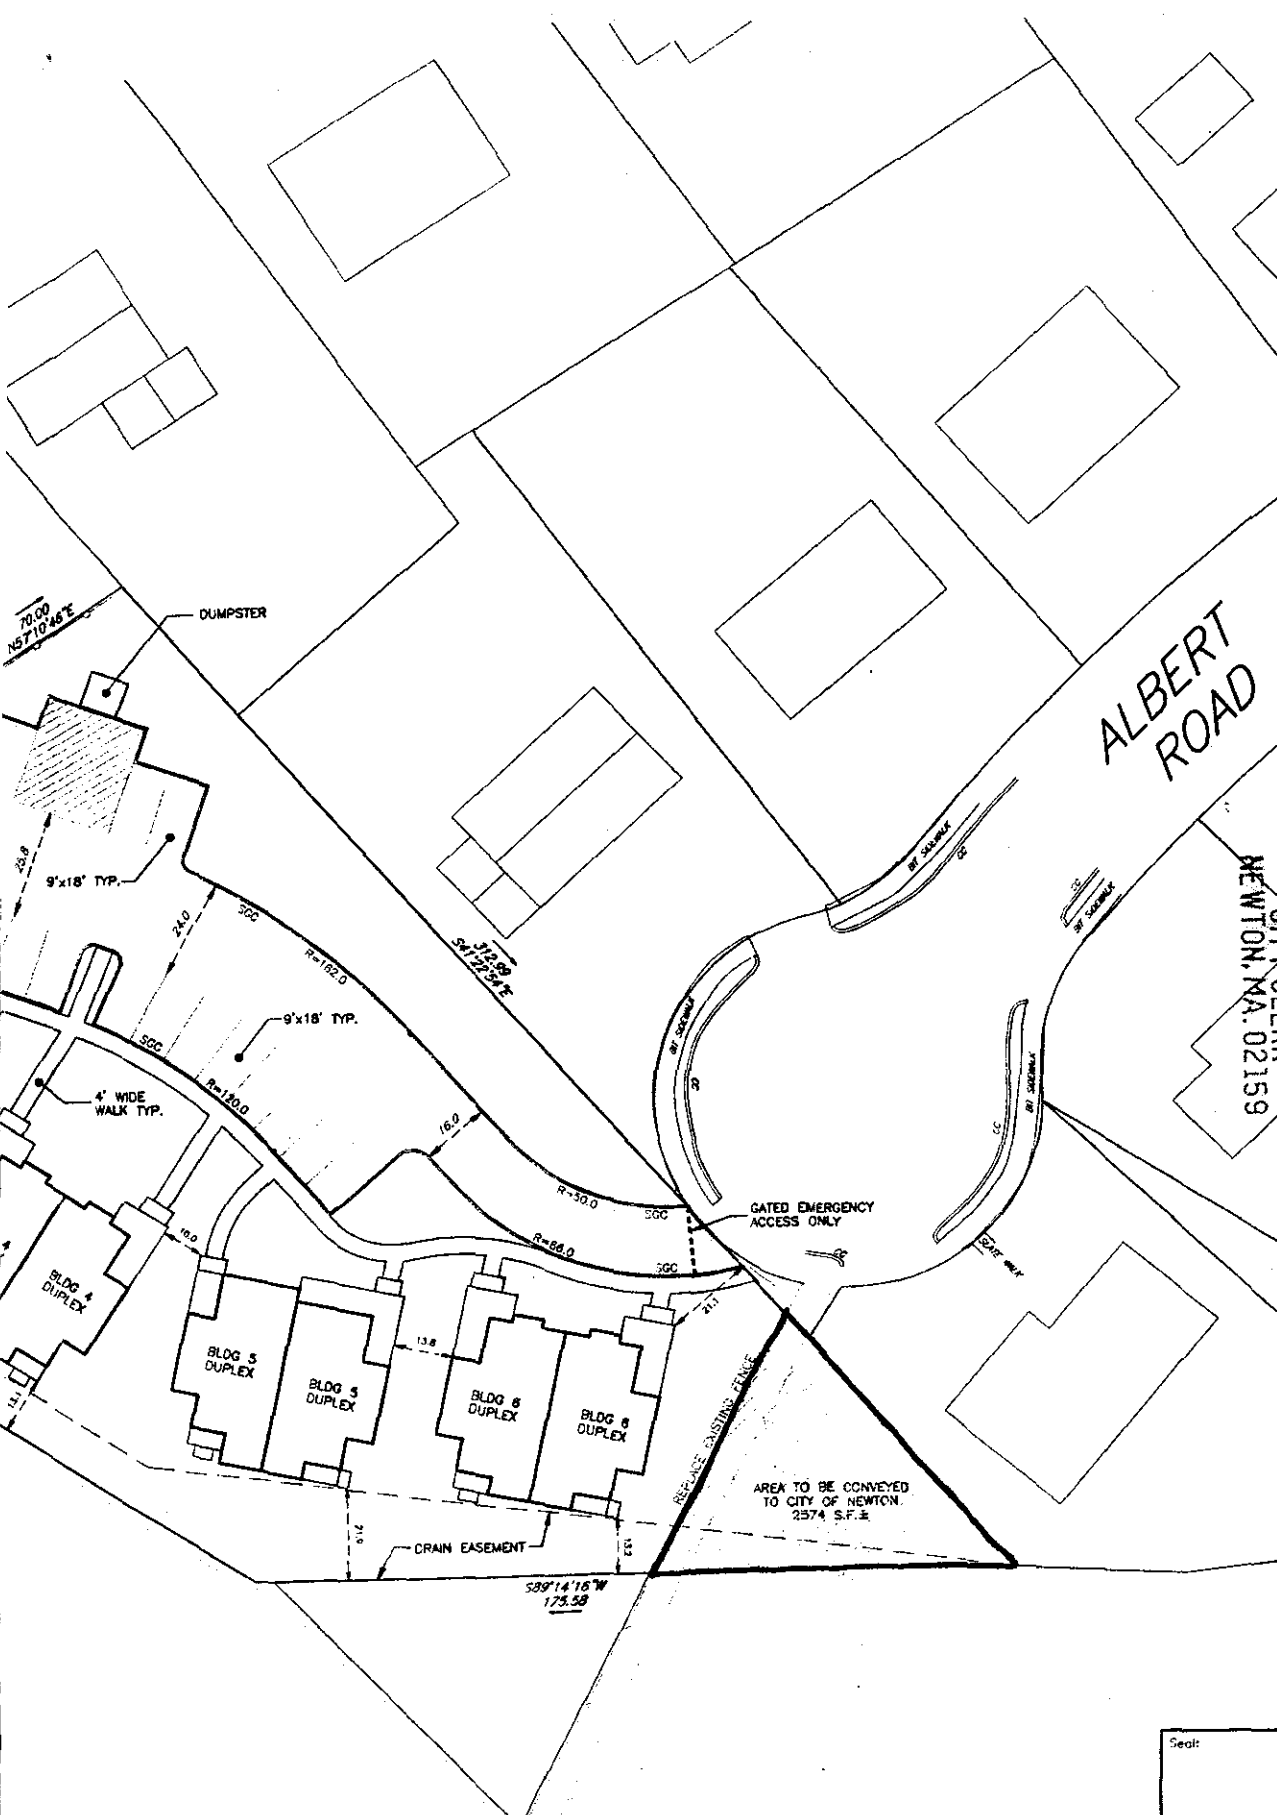 70.00
N57°10'46"E
DUMPSTER
ALBERT
ROAD
25.8
9'x18' TYP.
24.0
SGC
R=162.0
312.99
S41°22'54"E
BIT SIDEWALK
CC
CC
BIT SIDEWALK
NEWTON, MA. 02159
9'x18' TYP.
SGC
R=120.0
4' WIDE
WALK TYP.
16.0
BIT SIDEWALK
CC
BIT SIDEWALK
CC
R=50.0
SGC
GATED EMERGENCY
ACCESS ONLY
R=86.0
SGC
CC
SLATE WALK
16.0
21.1
4
BLDG 4
DUPLEX
BLDG 5
DUPLEX
BLDG 5
DUPLEX
13.8
BLDG 6
DUPLEX
BLDG 6
DUPLEX
REPLACE EXISTING FENCE
AREA TO BE CONVEYED
TO CITY OF NEWTON
2574 S.F.±
DRAIN EASEMENT
S89°14'16"W
175.58
Seal: